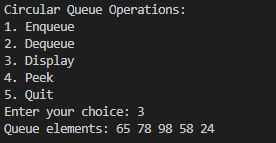 Circular Queue Operations:
1. Enqueue
2. Dequeue
3. Display
4. Peek
5. Quit
Enter your choice: 3
Queue elements: 65 78 98 58 24